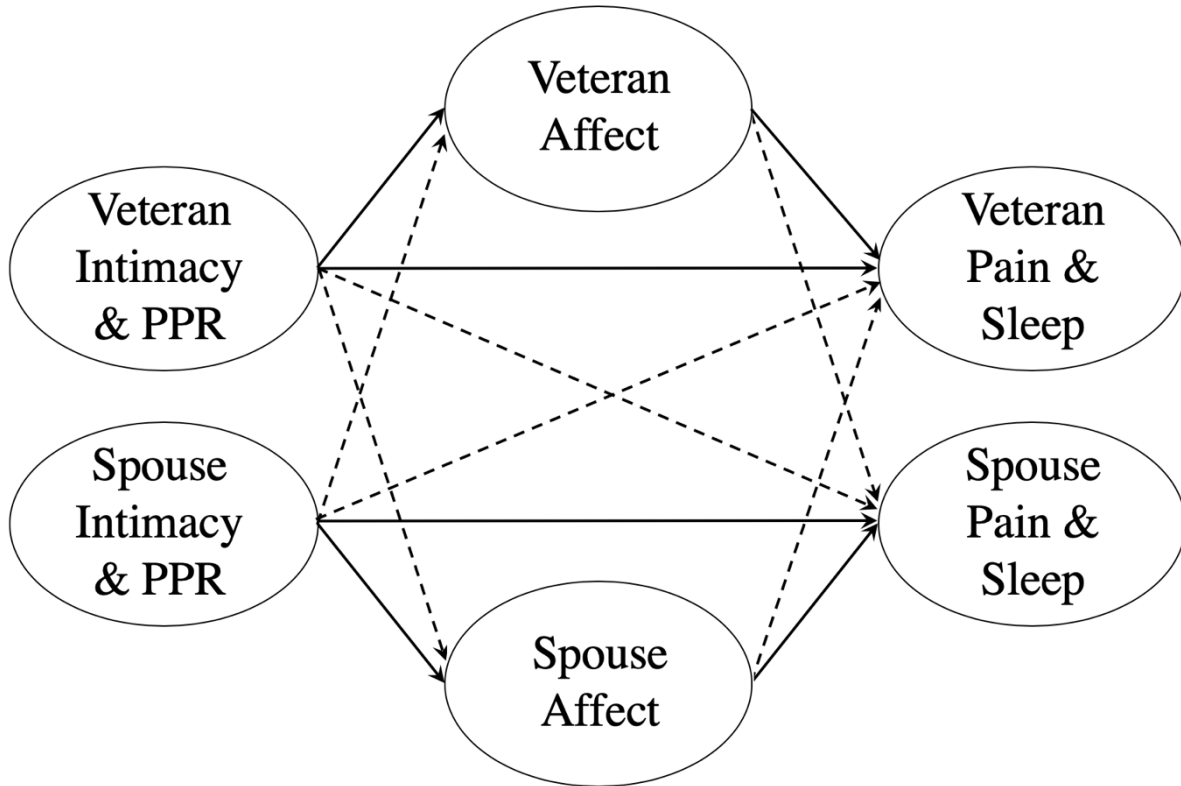 Veteran
Affect
Veteran
Intimacy
& PPR
Veteran
Pain &
Sleep
Spouse
Intimacy
& PPR
Spouse
Pain &
Sleep
Spouse
Affect